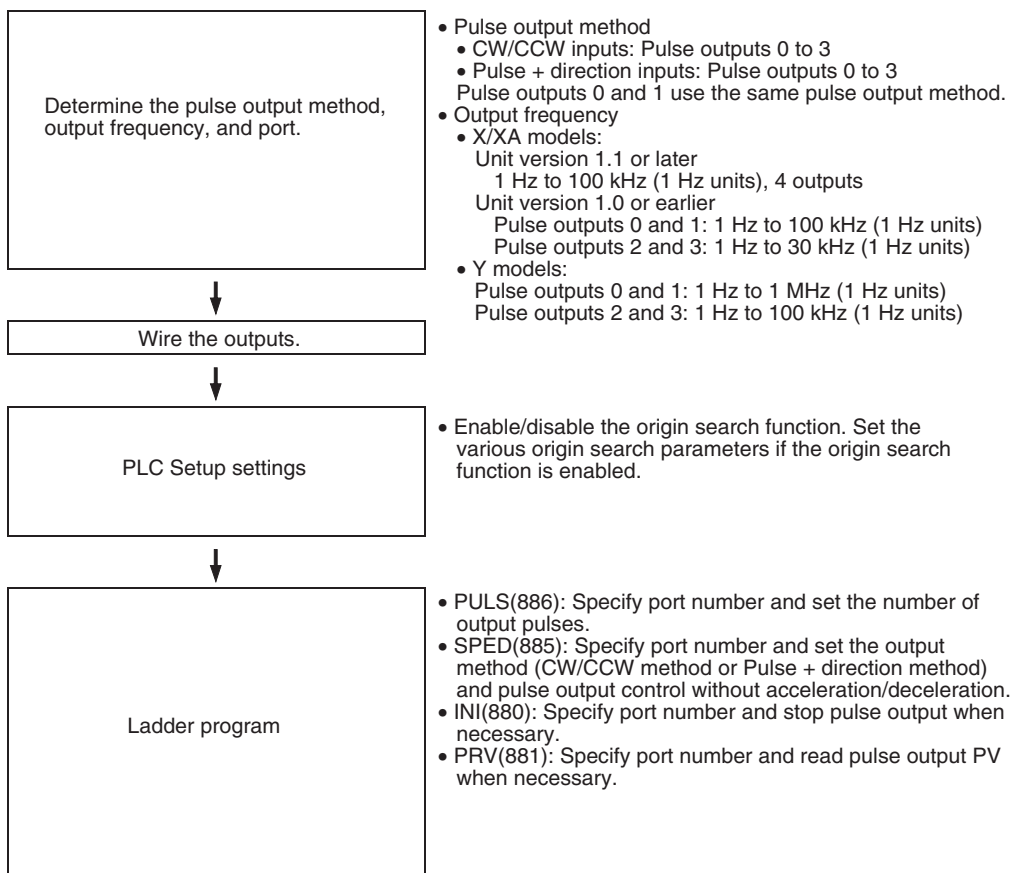 Determine the pulse output method,
output frequency, and port.
• Pulse output method
• CW/CCW inputs: Pulse outputs 0 to 3
• Pulse + direction inputs: Pulse outputs 0 to 3
Pulse outputs 0 and 1 use the same pulse output method.
• Output frequency
• X/XA models:
Unit version 1.1 or later
1 Hz to 100 kHz (1 Hz units), 4 outputs
Unit version 1.0 or earlier
Pulse outputs 0 and 1: 1 Hz to 100 kHz (1 Hz units)
Pulse outputs 2 and 3: 1 Hz to 30 kHz (1 Hz units)
• Y models:
Pulse outputs 0 and 1: 1 Hz to 1 MHz (1 Hz units)
Pulse outputs 2 and 3: 1 Hz to 100 kHz (1 Hz units)
Wire the outputs.
PLC Setup settings
• Enable/disable the origin search function. Set the
various origin search parameters if the origin search
function is enabled.
Ladder program
• PULS(886): Specify port number and set the number of
output pulses.
• SPED(885): Specify port number and set the output
method (CW/CCW method or Pulse + direction method)
and pulse output control without acceleration/deceleration.
• INI(880): Specify port number and stop pulse output when
necessary.
• PRV(881): Specify port number and read pulse output PV
when necessary.